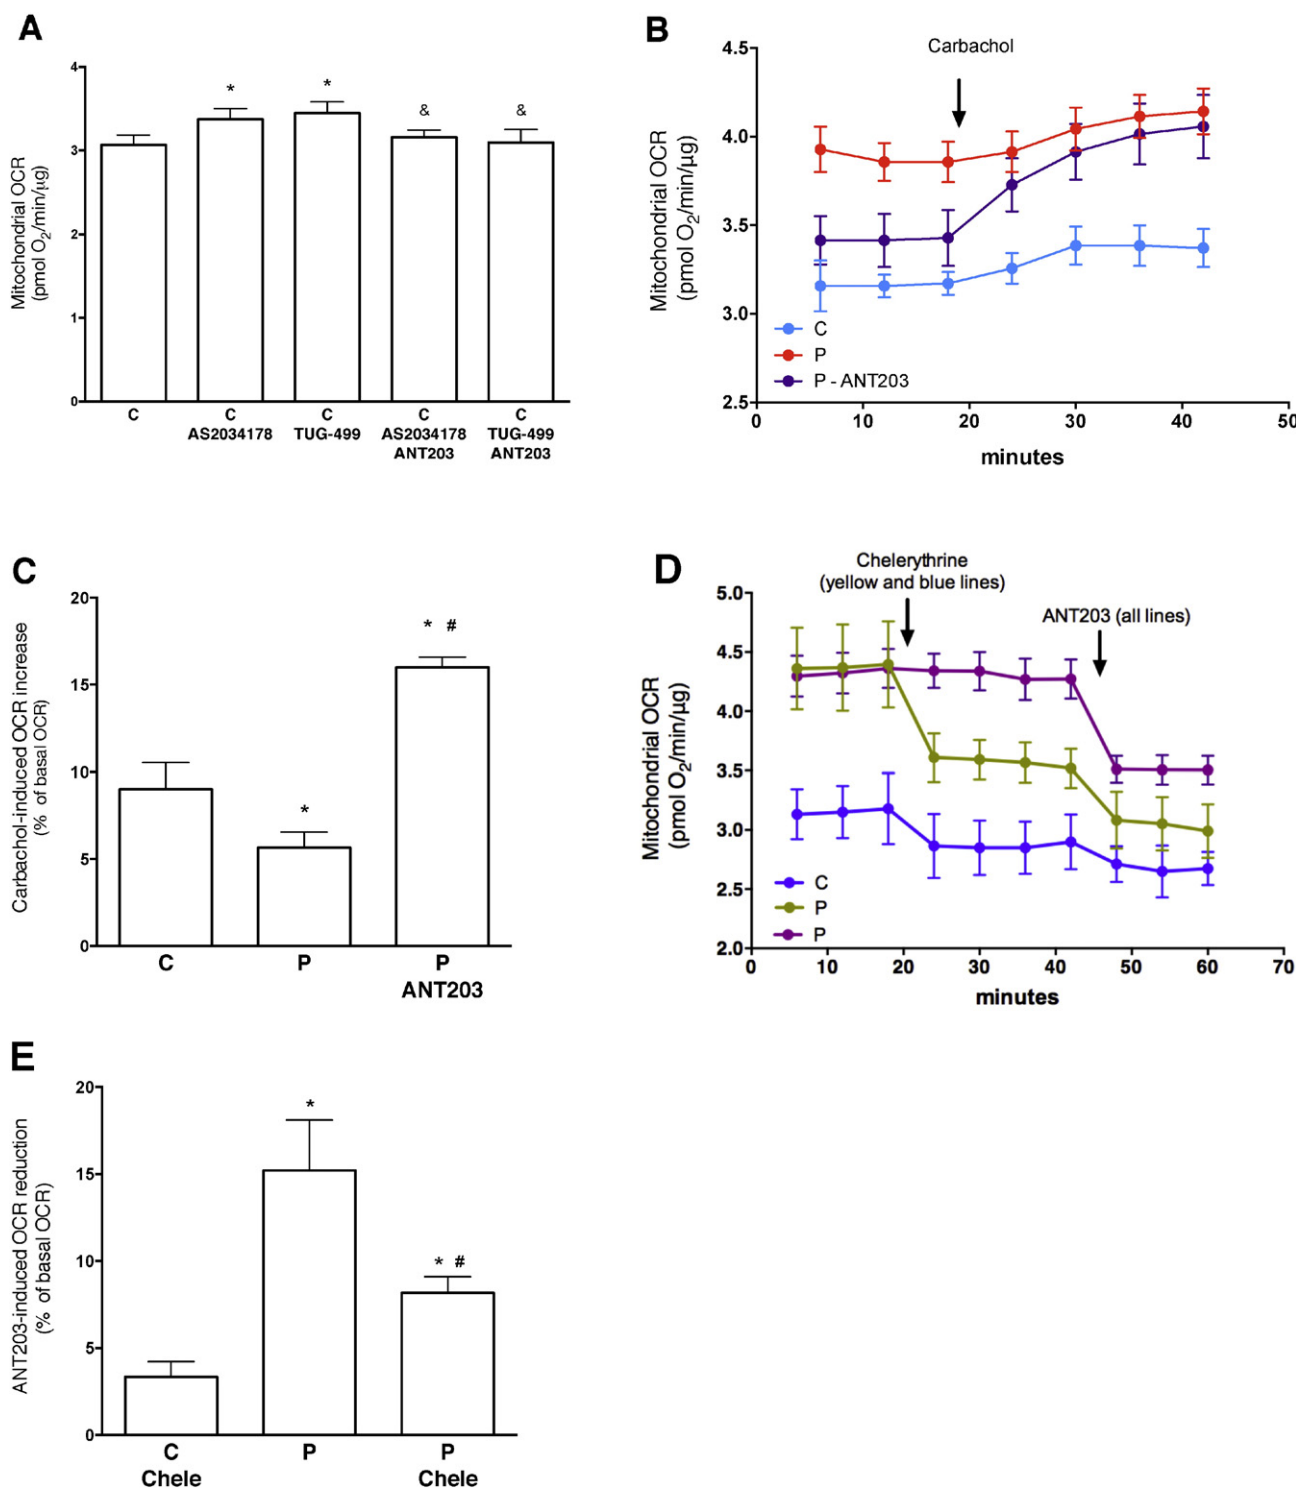 A
Mitochondrial OCR
(pmol O2/min/µg)
4
3
2
1
0
*
*
&
&
C
C
AS2034178
C
TUG-499
C
AS2034178
ANT203
C
TUG-499
ANT203
B
Carbachol
Mitochondrial OCR
(pmol O2/min/µg)
4.5
4.0
3.5
3.0
2.5
C
P
P - ANT203
0
10
20
30
40
50
minutes
C
Carbachol-induced OCR increase
(% of basal OCR)
20
15
10
5
0
*
* #
C
P
P
ANT203
D
Chelerythrine
(yellow and blue lines)
ANT203 (all lines)
Mitochondrial OCR
(pmol O2/min/µg)
5.0
4.5
4.0
3.5
3.0
2.5
2.0
C
P
P
0
10
20
30
40
50
60
70
minutes
E
ANT203-induced OCR reduction
(% of basal OCR)
20
15
10
5
0
*
* #
C
Chele
P
P
Chele